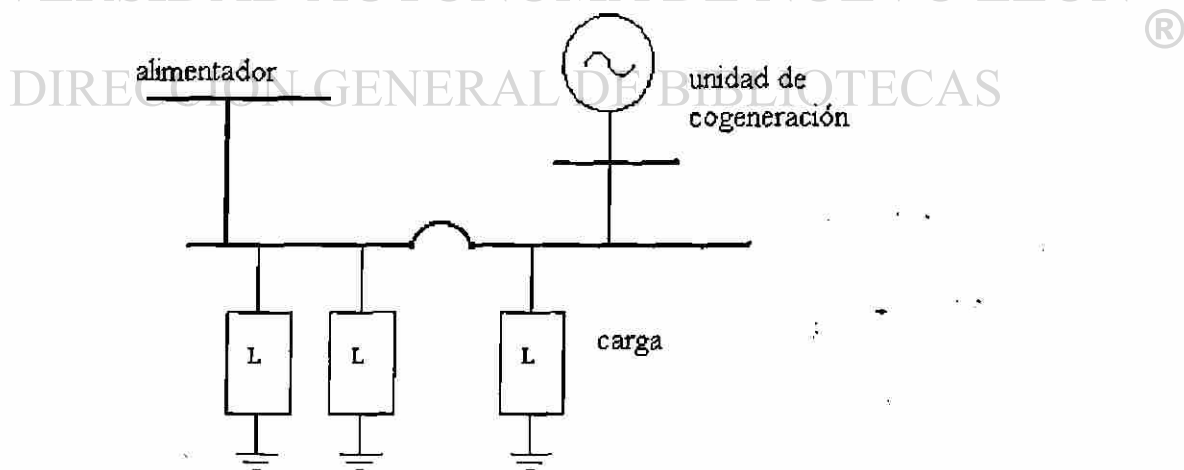 alimentador
DIRECCIÓN GENERAL DE BIBLIOTECAS
®
unidad de
cogeneración
L L L
carga